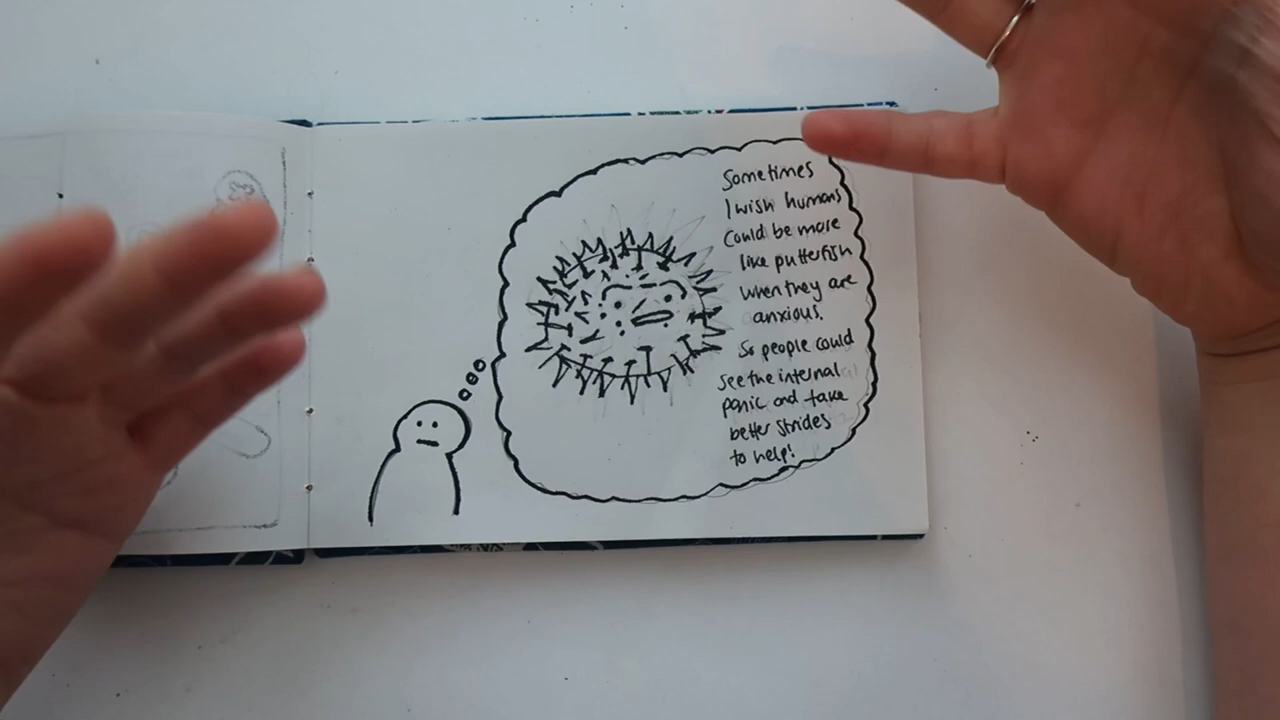 Sometimes
I wish humans
Could be more
like pufferfish
when they are
anxious.
So people could
see the internal
panic and take
better strides
to help!